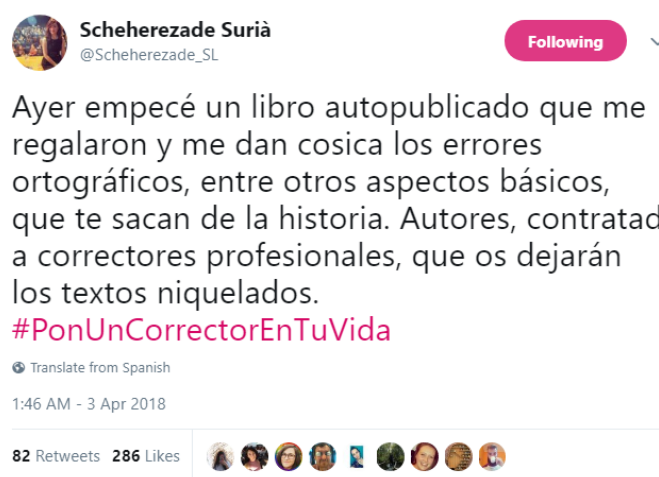 Scheherezade Surià
@Scheherezade_SL
Following
Ayer empecé un libro autopublicado que me
regalaron y me dan cosica los errores
ortográficos, entre otros aspectos básicos,
que te sacan de la historia. Autores, contratad
a correctores profesionales, que os dejarán
los textos niquelados.
#PonUnCorrectorEnTuVida
Translate from Spanish
1:46 AM - 3 Apr 2018
82 Retweets 286 Likes